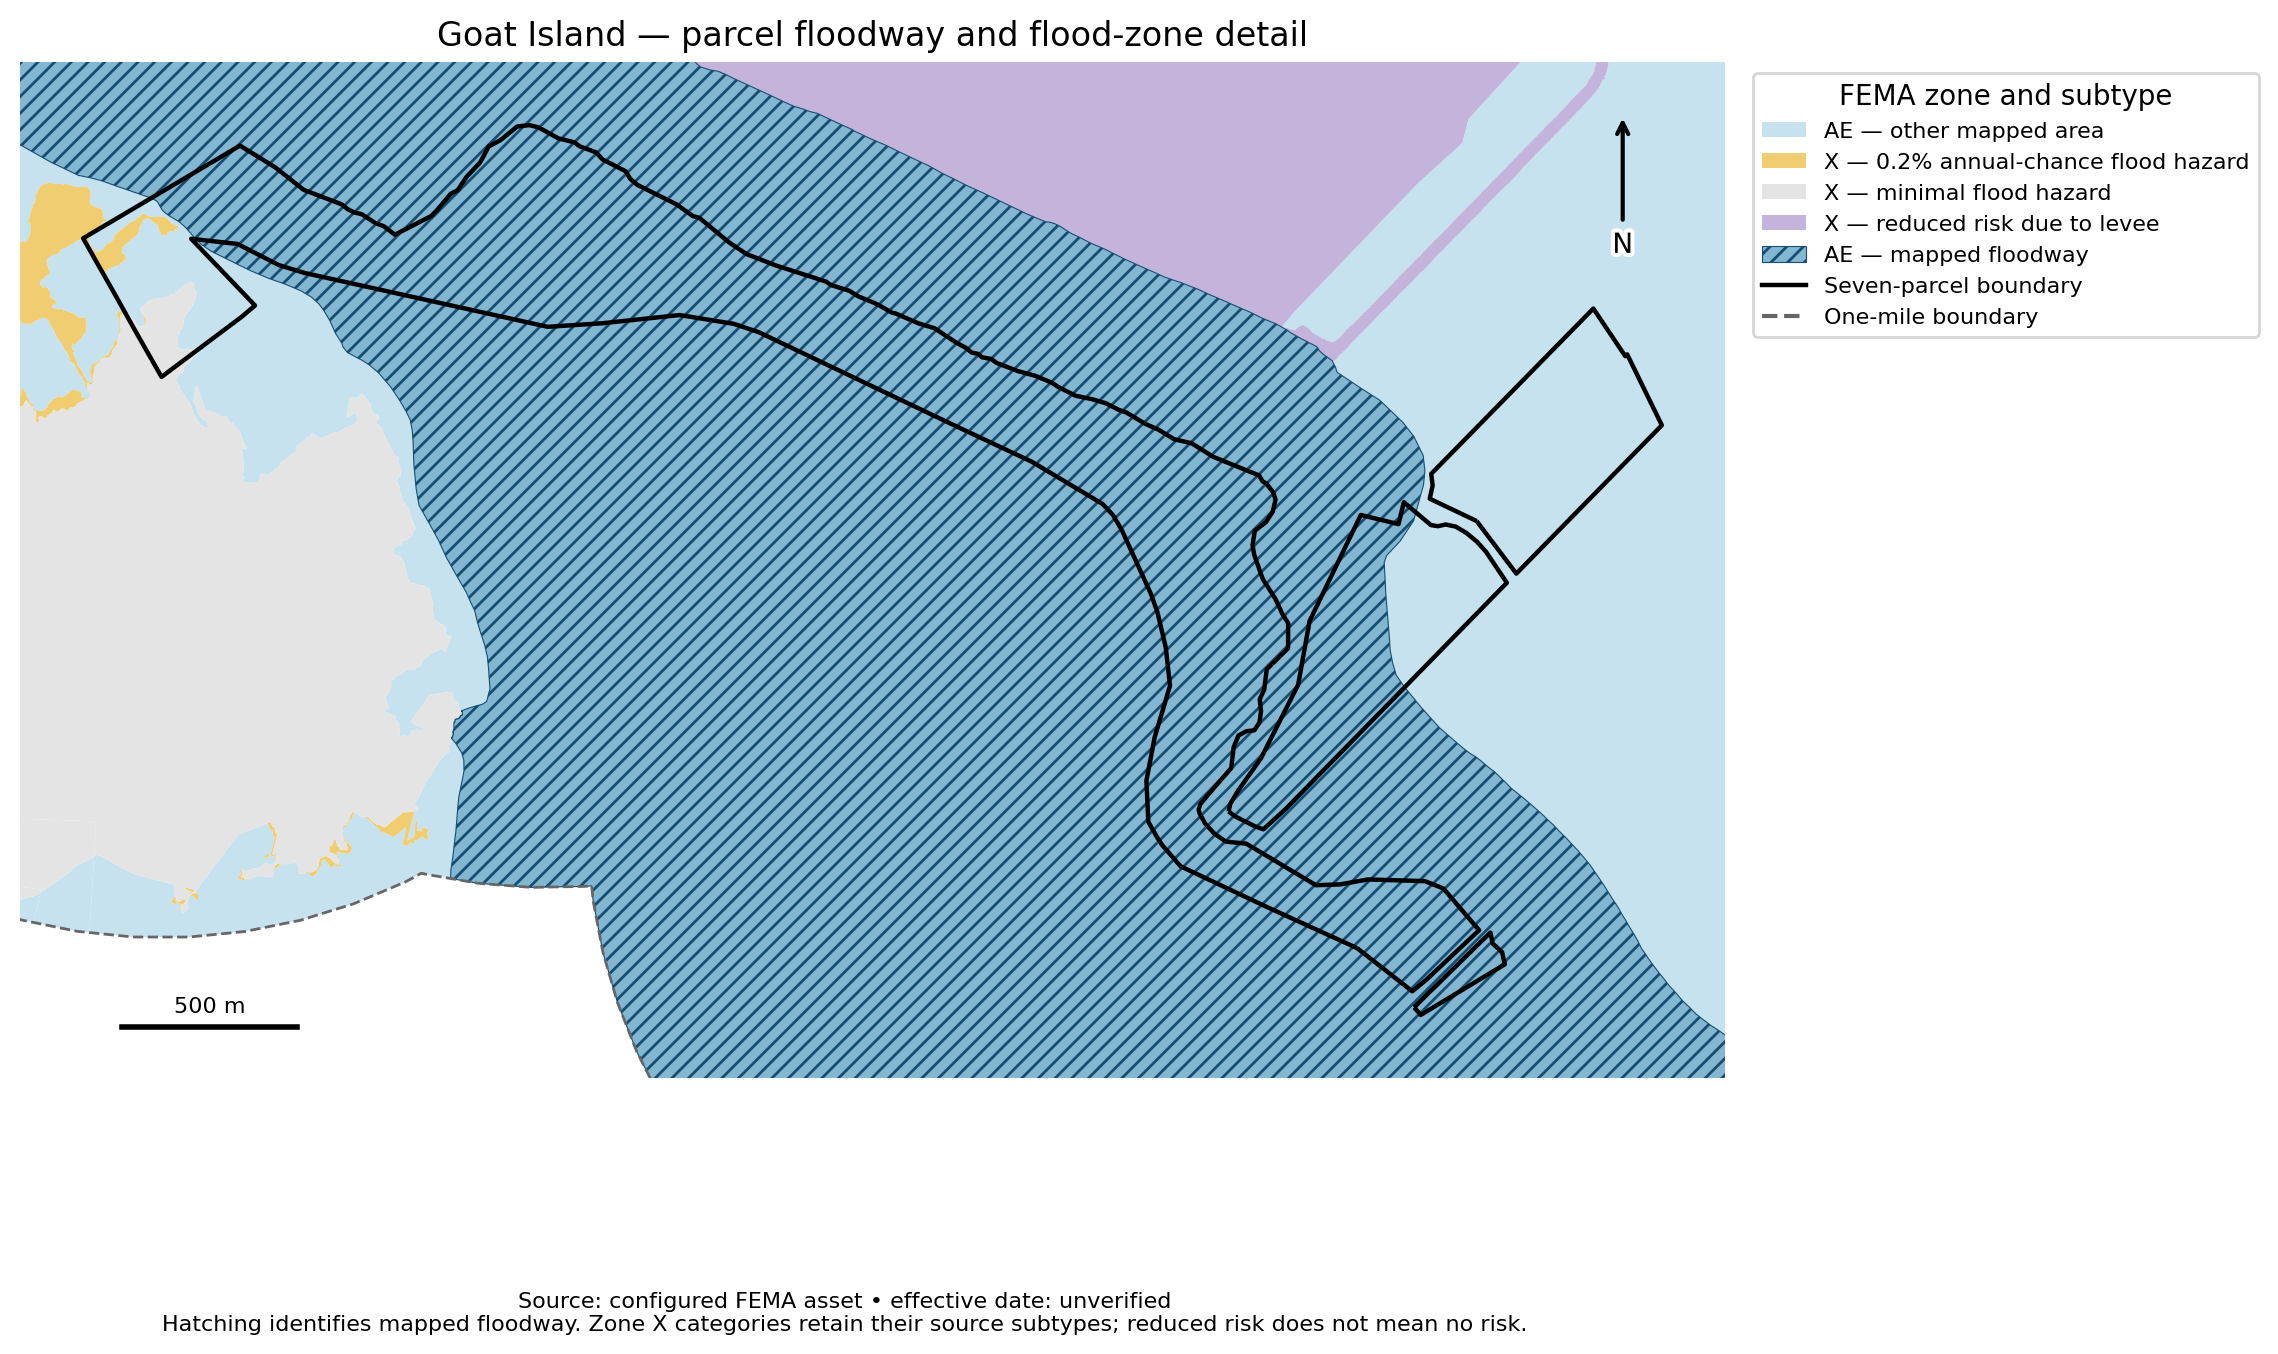 Goat Island — parcel floodway and flood-zone detail
FEMA zone and subtype
AE — other mapped area
X — 0.2% annual-chance flood hazard
X — minimal flood hazard
X — reduced risk due to levee
AE — mapped floodway
Seven-parcel boundary
One-mile boundary
N
500 m
Source: configured FEMA asset • effective date: unverified
Hatching identifies mapped floodway. Zone X categories retain their source subtypes; reduced risk does not mean no risk.